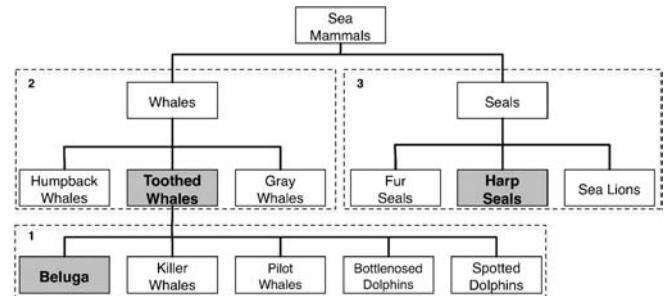 Sea
Mammals
2
Whales
3
Seals
Humpback
Whales
Toothed
Whales
Gray
Whales
Fur
Seals
Harp
Seals
Sea Lions
1
Beluga
Killer
Whales
Pilot
Whales
Bottlenosed
Dolphins
Spotted
Dolphins